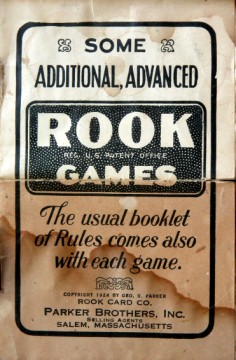 SOME
ADDITIONAL, ADVANCED
ROOK
REG. U.S. PATENT OFFICE
GAMES
The usual booklet
of Rules comes also
with each game.
COPYRIGHT 1924 BY GEO. S. PARKER
ROOK CARD CO.
PARKER BROTHERS, INC.
SELLING AGENTS
SALEM, MASSACHUSETTS